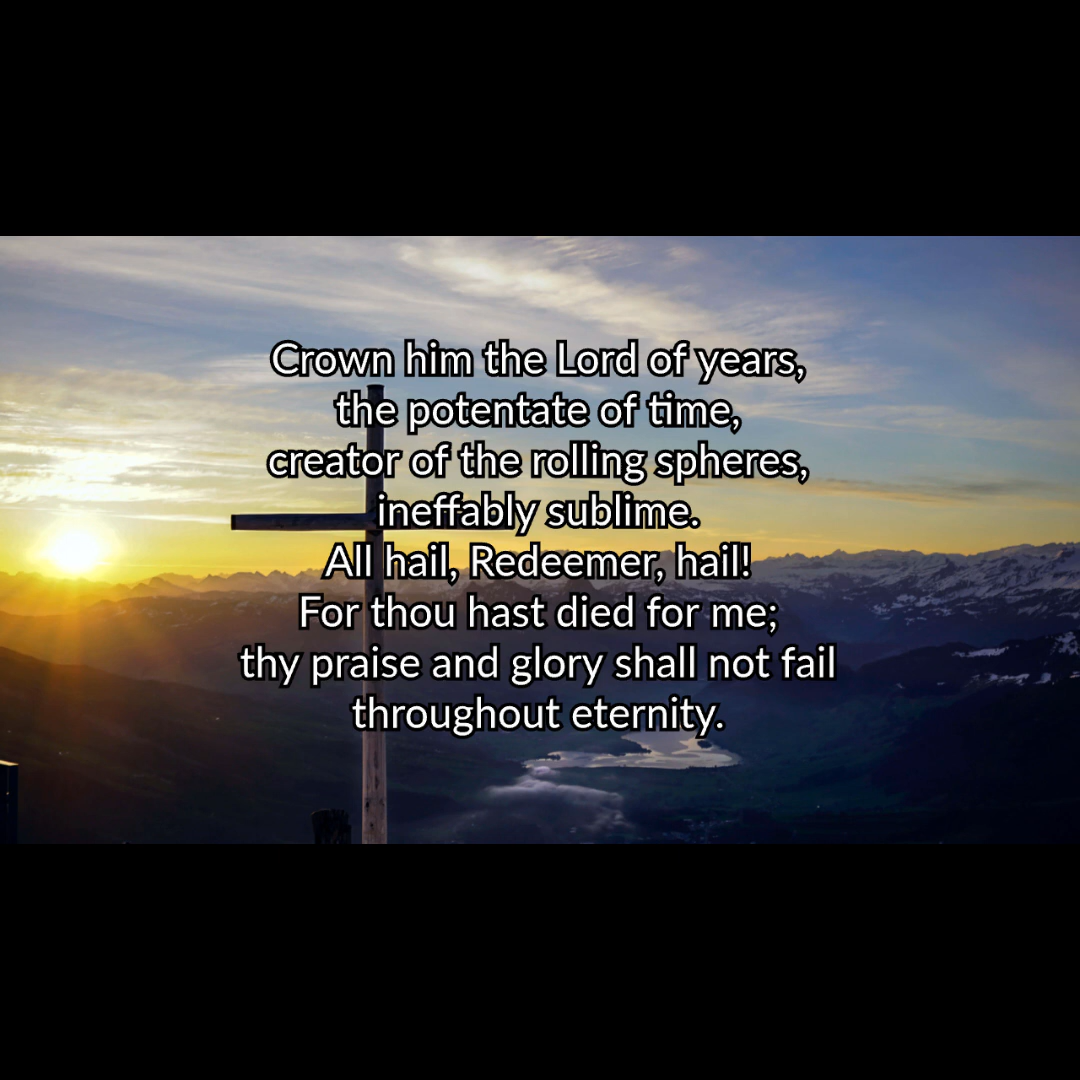 Crown him the Lord of years,
the potentate of time,
creator of the rolling spheres,
ineffably sublime.
All hail, Redeemer, hail!
For thou hast died for me;
thy praise and glory shall not fail
throughout eternity.